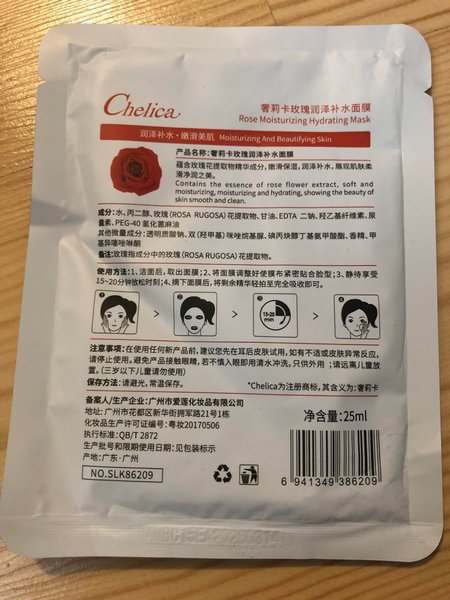 Chelica
奢莉卡玫瑰润泽补水面膜
Rose Moisturizing Hydrating Mask
润泽补水·嫩滑美肌 Moisturizing And Beautifying Skin
产品名称:奢莉卡玫瑰润泽补水面膜
蕴含玫瑰花提取物精华成分,嫩滑保湿,润泽补水,展现肌肤柔
滑净润之美。
Contains the essence of rose flower extract, soft and
moisturizing and hydrating, showing the beauty of
skin smooth and clean.
成分:水、丙二醇、玫瑰(ROSA RUGOSA)花提取物、甘油、EDTA 二钠、羟乙基纤维素、尿
囊素、PEG-40 氢化蓖麻油
其他微量成分:透明质酸钠、双(羟甲基)咪唑烷基脲、碘丙炔醇丁基氨甲酸酯、香精、甲
基异噻唑啉酮
备注:玫瑰指成分中的玫瑰(ROSA RUGOSA)花提取物。
使用方法:1、洁面后,取出面膜;2、将面膜调整好使膜布紧密贴合脸型;3、静待享受
15~20分钟放松时刻;4、摘下面膜后,将剩余精华轻拍至完全吸收即可。
1
2
3
15-20
min
4
注意事项:在使用任何新产品前,建议您先在耳后皮肤试用,如有不适或皮肤异常反应,
请停止使用。避免产品接触眼睛,若不慎入眼即用清水冲洗,只供外用;请远离儿童放
置。(三岁以下儿童请勿使用)
保存方法:请避光,常温保存。
*Chelica为注册商标,其含义为:奢莉卡
备案人/生产企业:广州市爱莲化妆品有限公司
地址:广州市花都区新华街拥军路21号1栋
化妆品生产许可证编号:粤妆20170506
执行标准:QB/T 2872
生产批号和限期使用日期:见包装标示
产地:广东·广州
净含量:25ml
NO.SLK86209
6 941349 386209